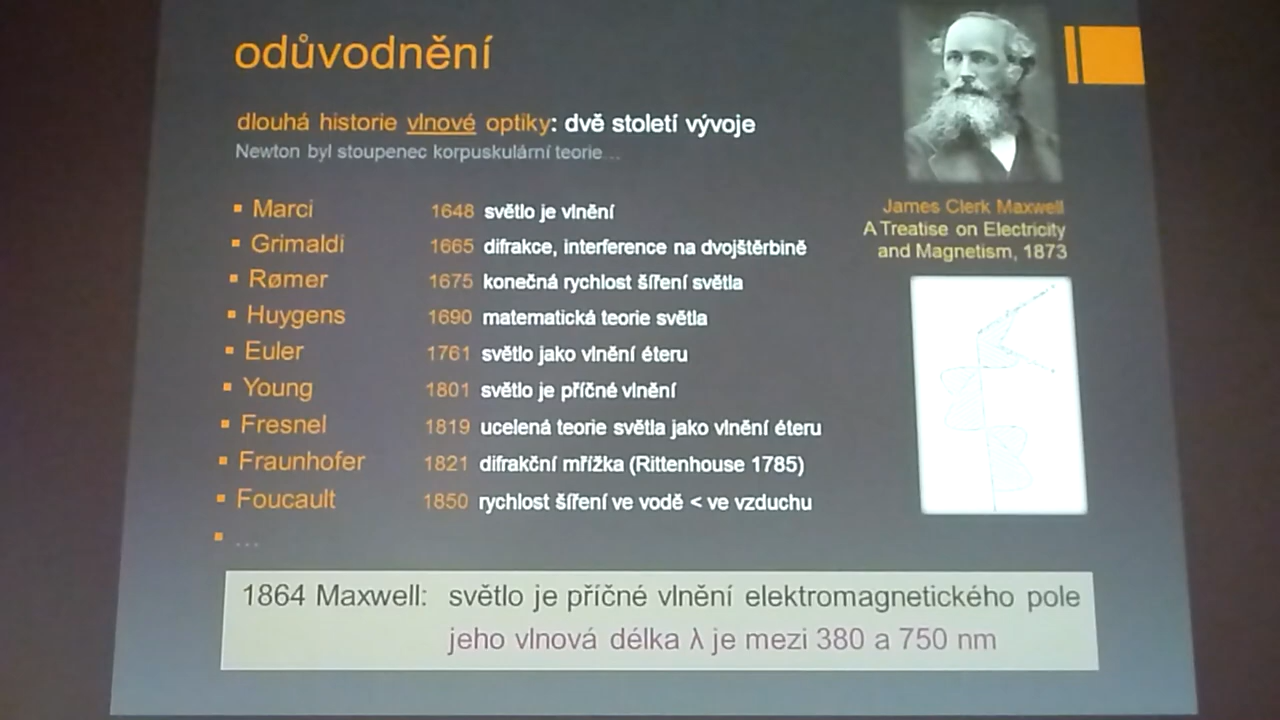 odůvodnění
dlouhá historie vlnové optiky: dvě století vývoje
Newton byl stoupenec korpuskulární teorie...
▪ Marci 1648 světlo je vlnění
▪ Grimaldi 1665 difrakce, interference na dvojštěrbině
▪ Rømer 1675 konečná rychlost šíření světla
▪ Huygens 1690 matematická teorie světla
▪ Euler 1761 světlo jako vlnění éteru
▪ Young 1801 světlo je příčné vlnění
▪ Fresnel 1819 ucelená teorie světla jako vlnění éteru
▪ Fraunhofer 1821 difrakční mřížka (Rittenhouse 1785)
▪ Foucault 1850 rychlost šíření ve vodě < ve vzduchu
▪ ...
James Clerk Maxwell
A Treatise on Electricity
and Magnetism, 1873
1864 Maxwell: světlo je příčné vlnění elektromagnetického pole
jeho vlnová délka λ je mezi 380 a 750 nm